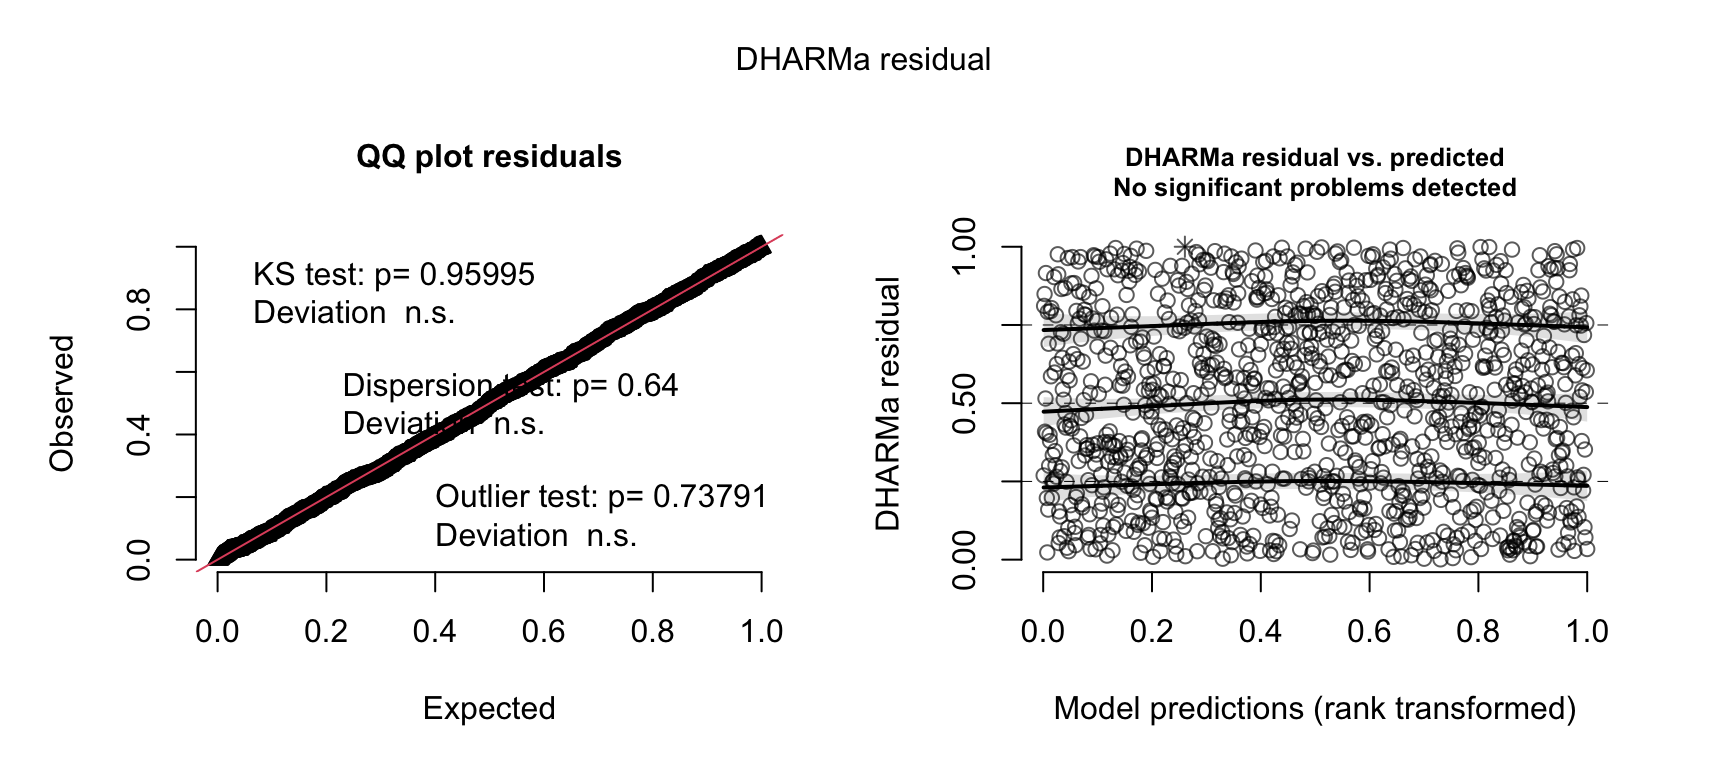 DHARMa residual
QQ plot residuals
KS test: p= 0.95995
Deviation n.s.
Dispersion test: p= 0.64
Deviation n.s.
Outlier test: p= 0.73791
Deviation n.s.
Observed
0.0
0.4
0.8
0.0 0.2 0.4 0.6 0.8 1.0
Expected
DHARMa residual vs. predicted
No significant problems detected
DHARMa residual
0.00
0.50
1.00
0.0 0.2 0.4 0.6 0.8 1.0
Model predictions (rank transformed)